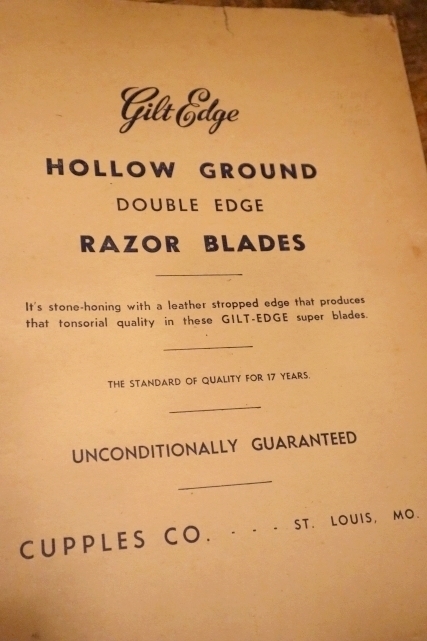 Gilt Edge
HOLLOW GROUND
DOUBLE EDGE
RAZOR BLADES
It's stone-honing with a leather stropped edge that produces
that tonsorial quality in these GILT-EDGE super blades.
THE STANDARD OF QUALITY FOR 17 YEARS.
UNCONDITIONALLY GUARANTEED
CUPPLES CO. - - - ST. LOUIS, MO.